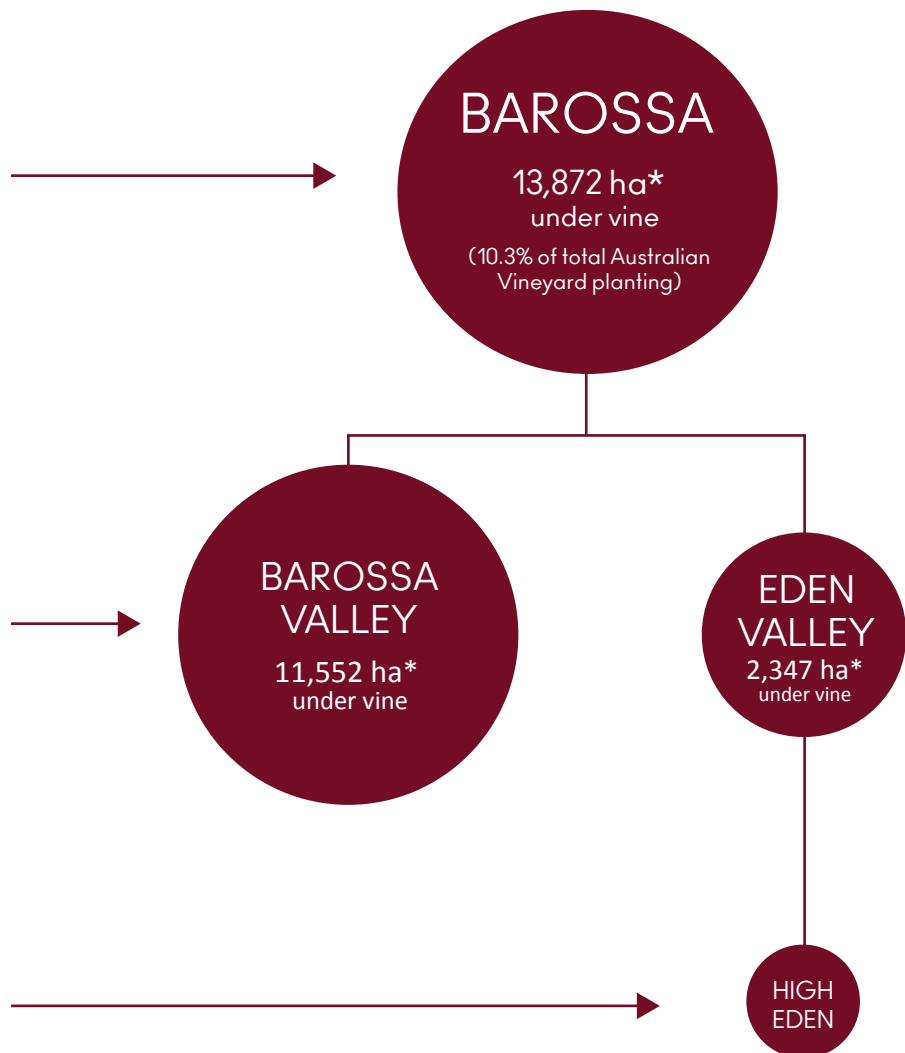 BAROSSA
13,872 ha*
under vine
(10.3% of total Australian
Vineyard planting)
BAROSSA
VALLEY
11,552 ha*
under vine
EDEN
VALLEY
2,347 ha*
under vine
HIGH
EDEN